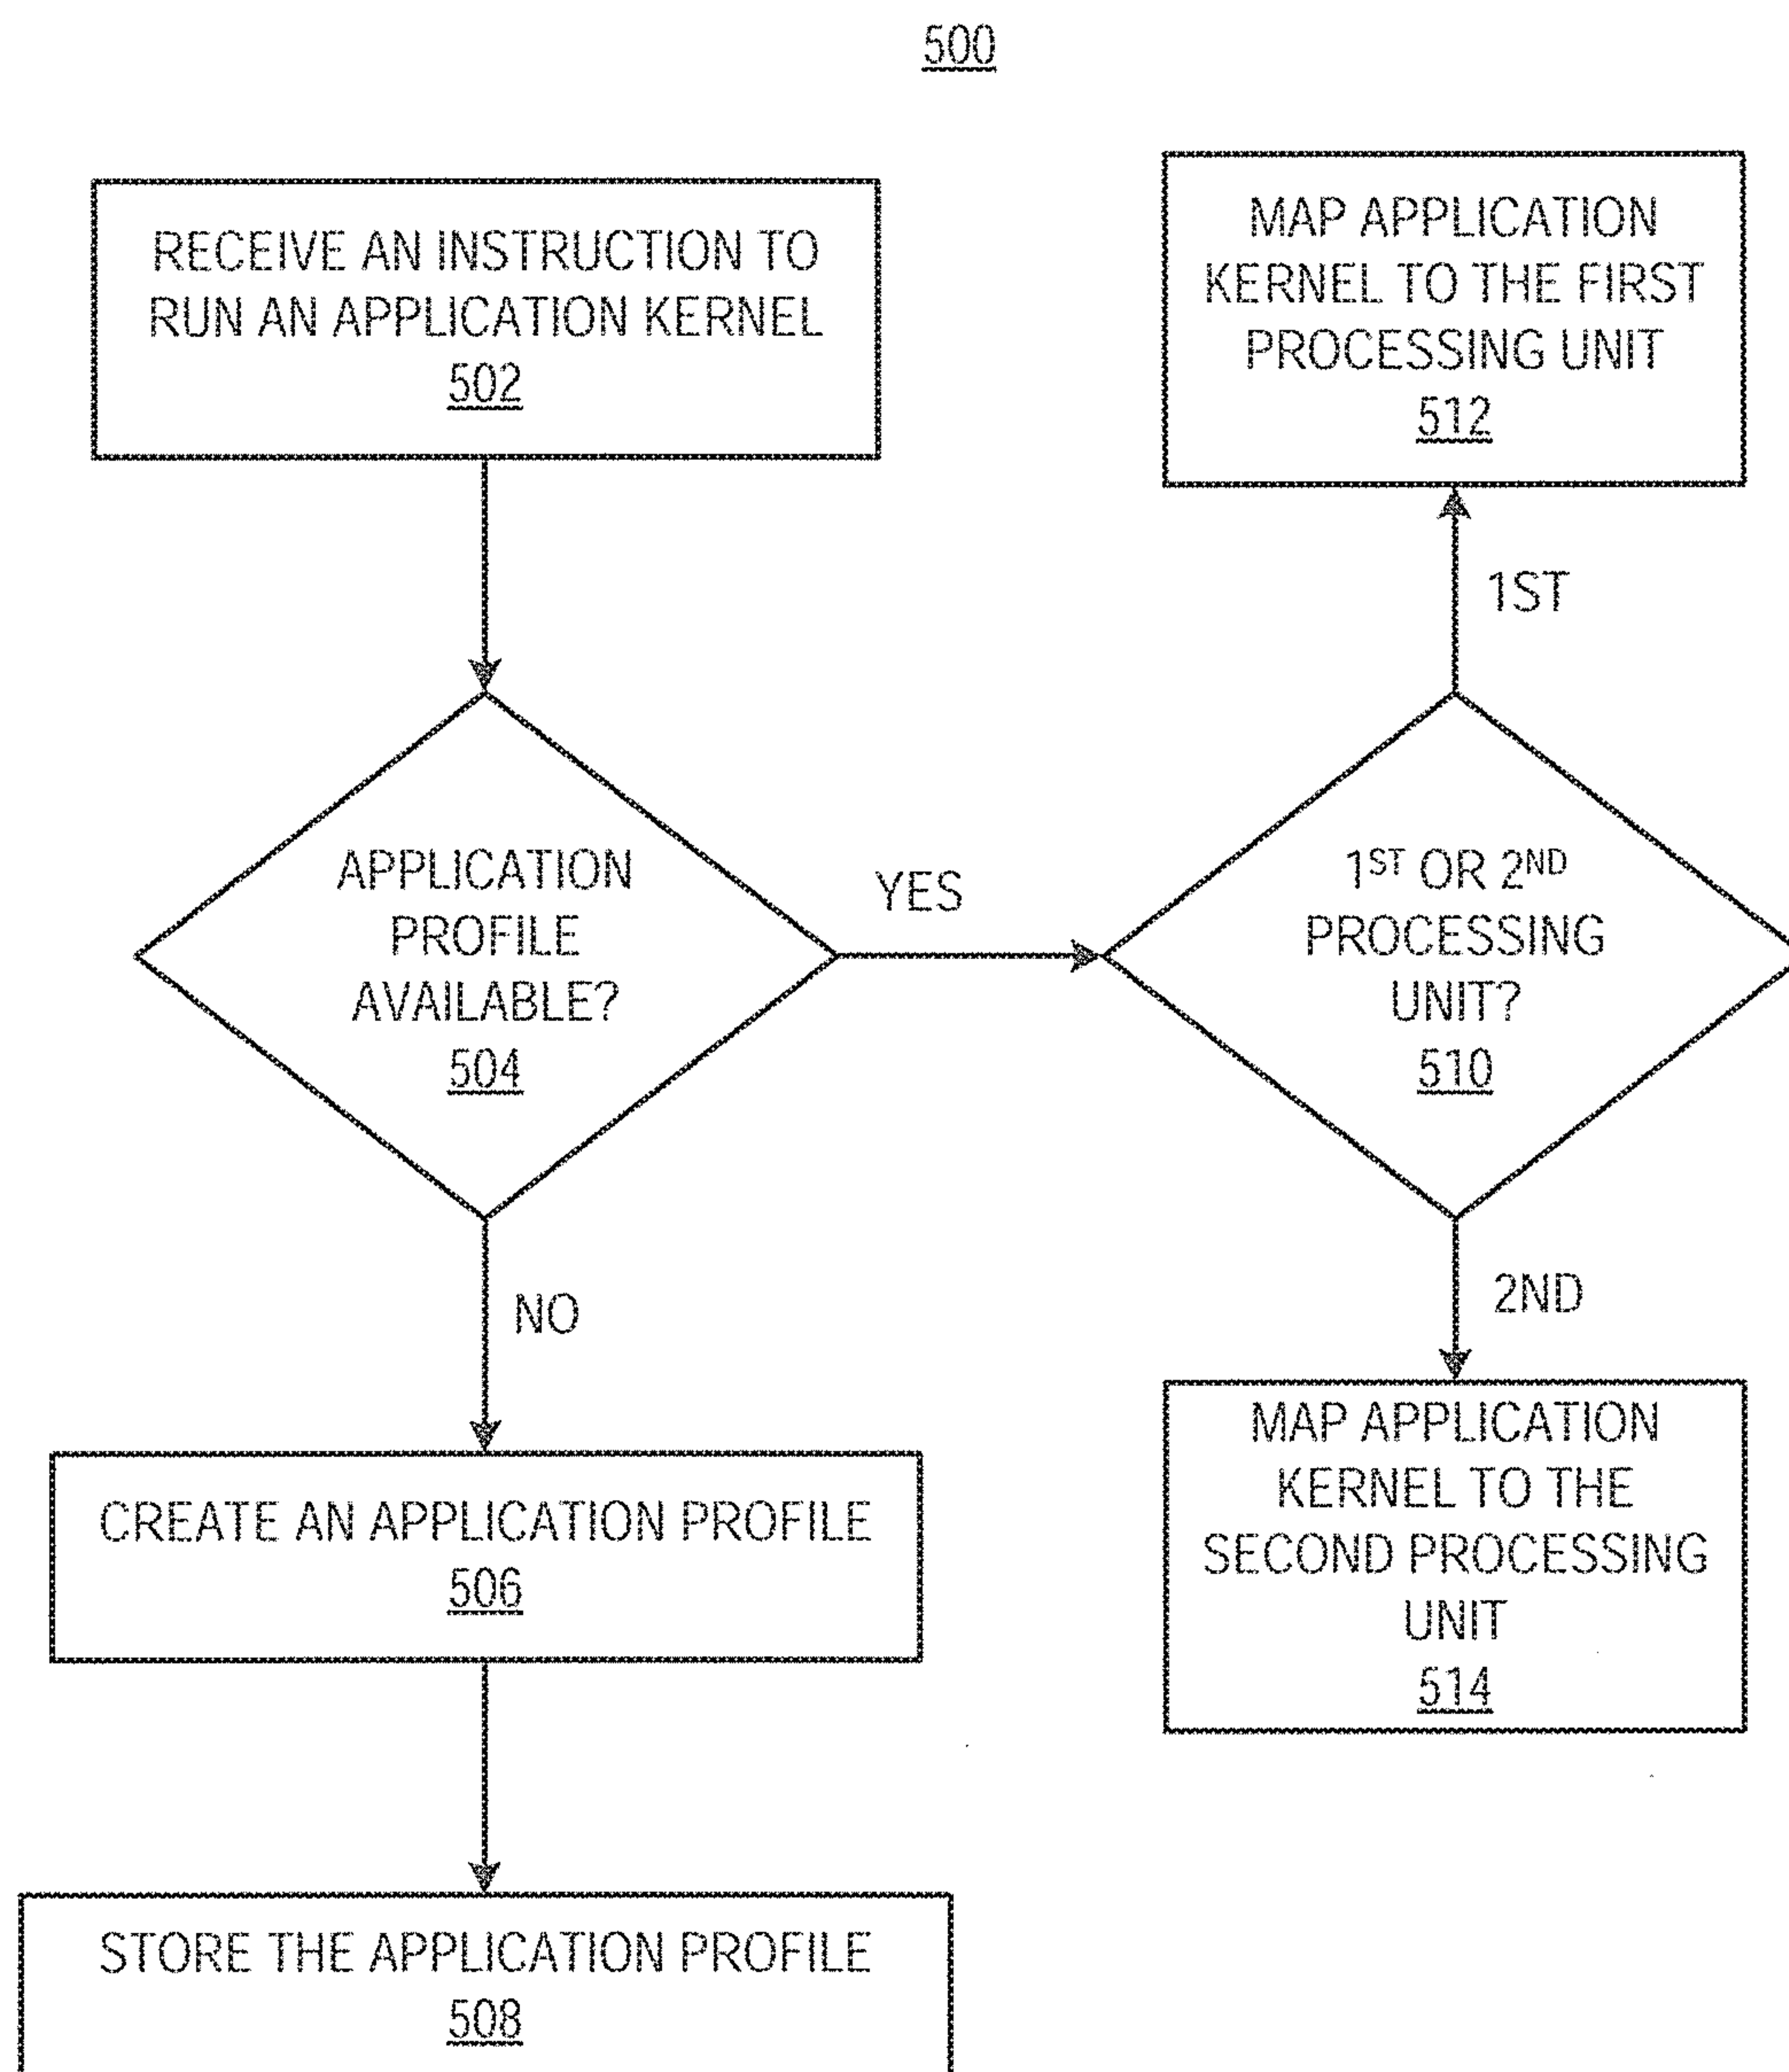 500
RECEIVE AN INSTRUCTION TO
RUN AN APPLICATION KERNEL
502
APPLICATION
PROFILE
AVAILABLE?
504
YES
NO
CREATE AN APPLICATION PROFILE
506
STORE THE APPLICATION PROFILE
508
MAP APPLICATION
KERNEL TO THE FIRST
PROCESSING UNIT
512
1ST
1ST OR 2ND
PROCESSING
UNIT?
510
2ND
MAP APPLICATION
KERNEL TO THE
SECOND PROCESSING
UNIT
514